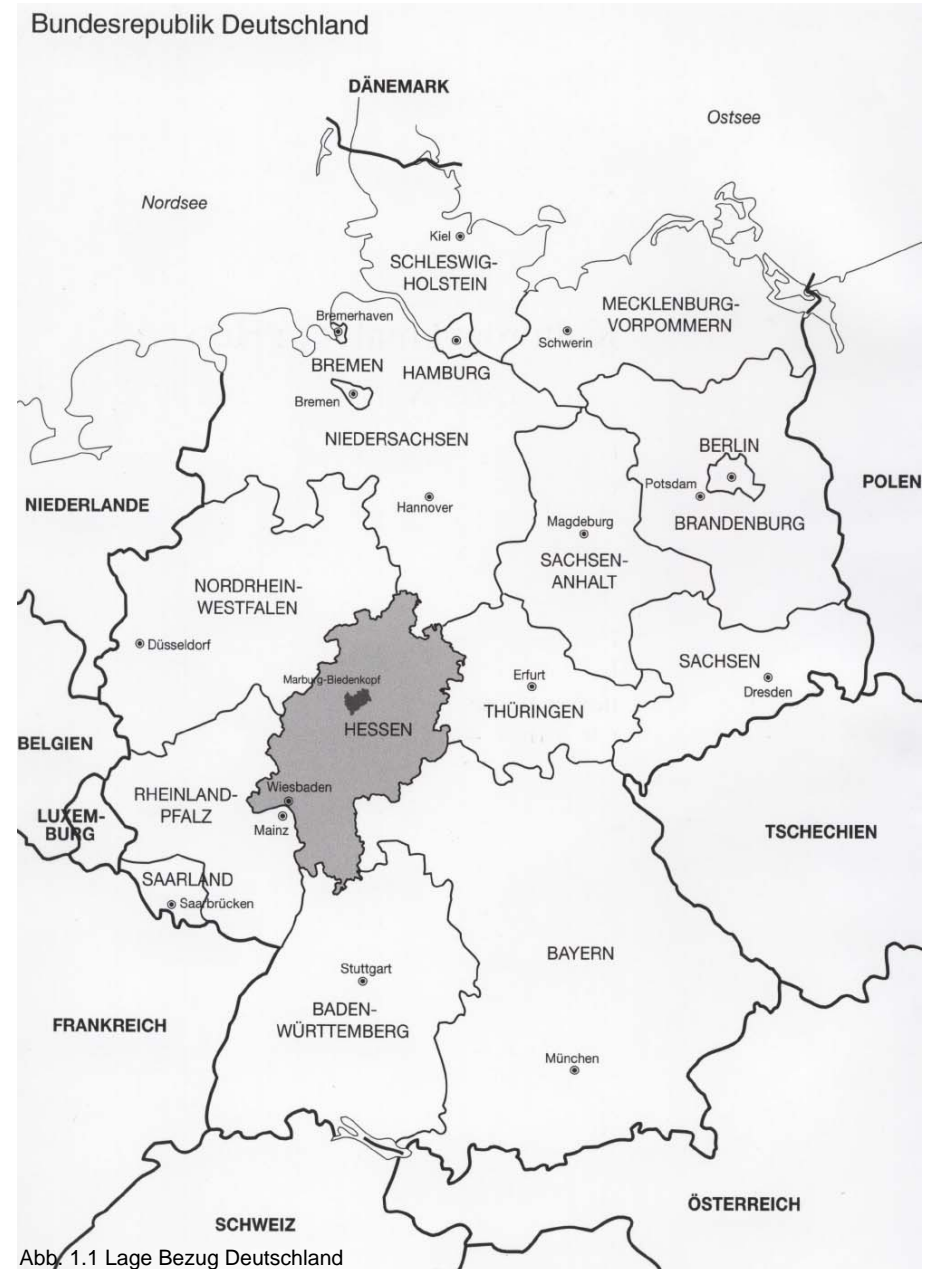 Bundesrepublik Deutschland
DÄNEMARK
Ostsee
Nordsee
Kiel
SCHLESWIG-
HOLSTEIN
MECKLENBURG-
VORPOMMERN
Bremerhaven
Schwerin
BREMEN
HAMBURG
Bremen
NIEDERSACHSEN
BERLIN
Potsdam
POLEN
NIEDERLANDE
Hannover
BRANDENBURG
Magdeburg
SACHSEN-
ANHALT
NORDRHEIN-
WESTFALEN
Düsseldorf
SACHSEN
Dresden
Erfurt
THÜRINGEN
Marburg-Biedenkopf
HESSEN
BELGIEN
RHEINLAND-
PFALZ
Wiesbaden
Mainz
LUXEM-
BURG
TSCHECHIEN
SAARLAND
Saarbrücken
BAYERN
Stuttgart
BADEN-
WÜRTTEMBERG
FRANKREICH
München
ÖSTERREICH
SCHWEIZ
Abb. 1.1 Lage Bezug Deutschland